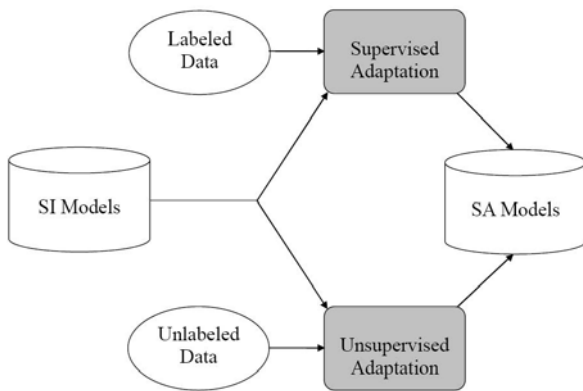 Labeled
Data
Supervised
Adaptation
SI Models
SA Models
Unlabeled
Data
Unsupervised
Adaptation